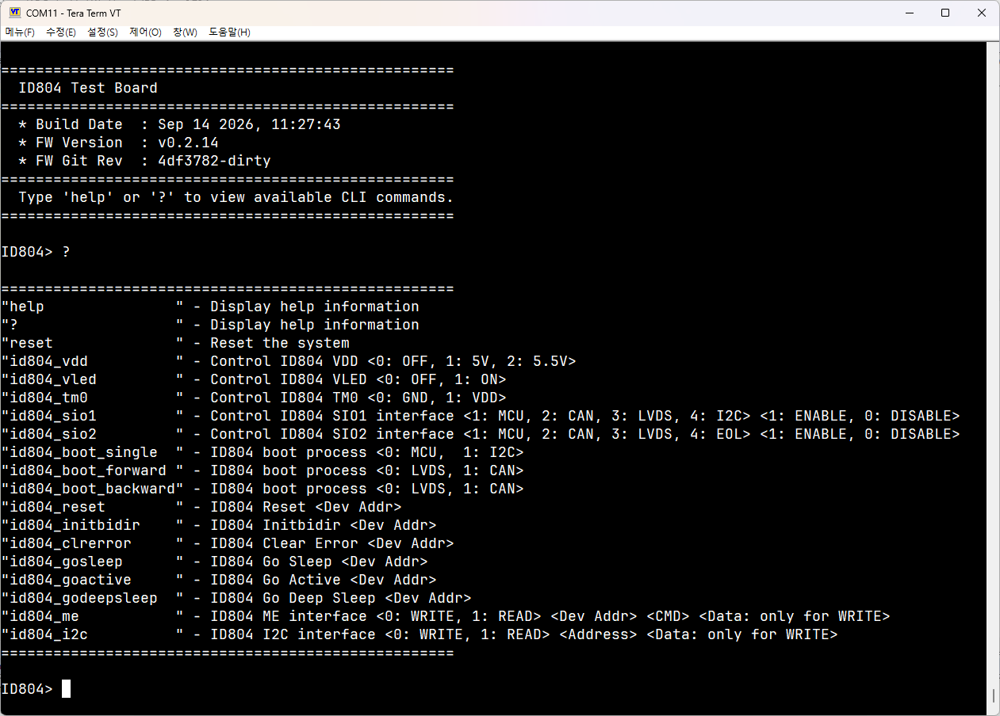 COM11 - Tera Term VT
메뉴(F) 수정(E) 설정(S) 제어(O) 창(W) 도움말(H)
====================================================
  ID804 Test Board
====================================================
  * Build Date  : Sep 14 2026, 11:27:43
  * FW Version  : v0.2.14
  * FW Git Rev  : 4df3782-dirty
====================================================
  Type 'help' or '?' to view available CLI commands.
====================================================
ID804> ?
====================================================
"help               " - Display help information
"?                  " - Display help information
"reset              " - Reset the system
"id804_vdd          " - Control ID804 VDD <0: OFF, 1: 5V, 2: 5.5V>
"id804_vled         " - Control ID804 VLED <0: OFF, 1: ON>
"id804_tm0          " - Control ID804 TM0 <0: GND, 1: VDD>
"id804_sio1         " - Control ID804 SIO1 interface <1: MCU, 2: CAN, 3: LVDS, 4: I2C> <1: ENABLE, 0: DISABLE>
"id804_sio2         " - Control ID804 SIO2 interface <1: MCU, 2: CAN, 3: LVDS, 4: EOL> <1: ENABLE, 0: DISABLE>
"id804_boot_single  " - ID804 boot process <0: MCU,  1: I2C>
"id804_boot_forward " - ID804 boot process <0: LVDS, 1: CAN>
"id804_boot_backward" - ID804 boot process <0: LVDS, 1: CAN>
"id804_reset        " - ID804 Reset <Dev Addr>
"id804_initbidir    " - ID804 Initbidir <Dev Addr>
"id804_clrerror     " - ID804 Clear Error <Dev Addr>
"id804_gosleep      " - ID804 Go Sleep <Dev Addr>
"id804_goactive     " - ID804 Go Active <Dev Addr>
"id804_godeepsleep  " - ID804 Go Deep Sleep <Dev Addr>
"id804_me           " - ID804 ME interface <0: WRITE, 1: READ> <Dev Addr> <CMD> <Data: only for WRITE>
"id804_i2c          " - ID804 I2C interface <0: WRITE, 1: READ> <Address> <Data: only for WRITE>
====================================================
ID804>